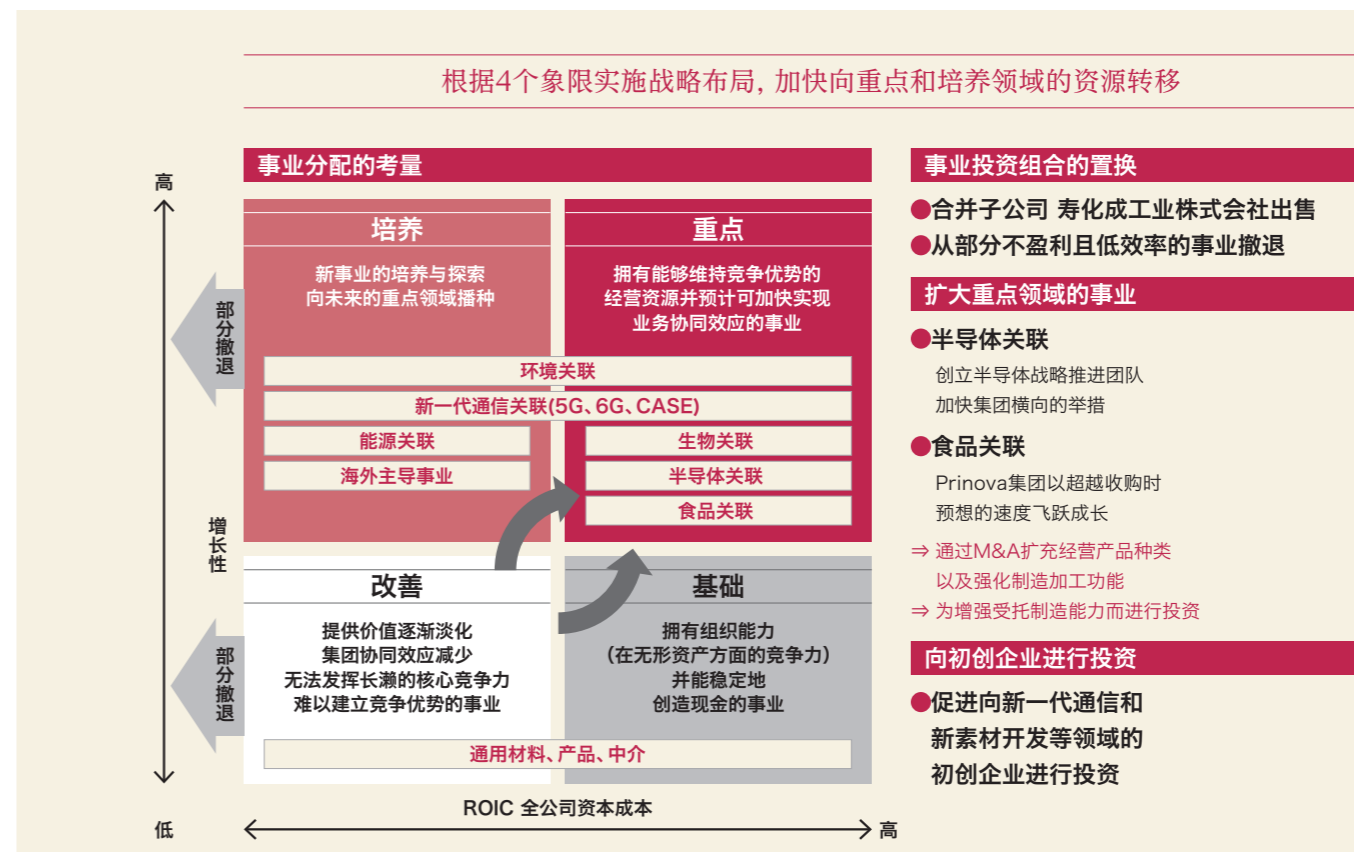 根据4个象限实施战略布局, 加快向重点和培养领域的资源转移
事业分配的考量
高
培养
新事业的培养与探索
向未来的重点领域播种
重点
拥有能够维持竞争优势的
经营资源并预计可加快实现
业务协同效应的事业
部分撤退
环境关联
新一代通信关联(5G、6G、CASE)
能源关联
海外主导事业
生物关联
半导体关联
食品关联
增长性
改善
提供价值逐渐淡化
集团协同效应减少
无法发挥长濑的核心竞争力
难以建立竞争优势的事业
基础
拥有组织能力
(在无形资产方面的竞争力)
并能稳定地
创造现金的事业
部分撤退
通用材料、产品、中介
ROIC 全公司资本成本
低
高
事业投资组合的置换
●合并子公司 寿化成工业株式会社出售
●从部分不盈利且低效率的事业撤退
扩大重点领域的事业
●半导体关联
创立半导体战略推进团队
加快集团横向的举措
●食品关联
Prinova集团以超越收购时
预想的速度飞跃成长
⇒ 通过M&A扩充经营产品种类
以及强化制造加工功能
⇒ 为增强受托制造能力而进行投资
向初创企业进行投资
●促进向新一代通信和
新素材开发等领域的
初创企业进行投资